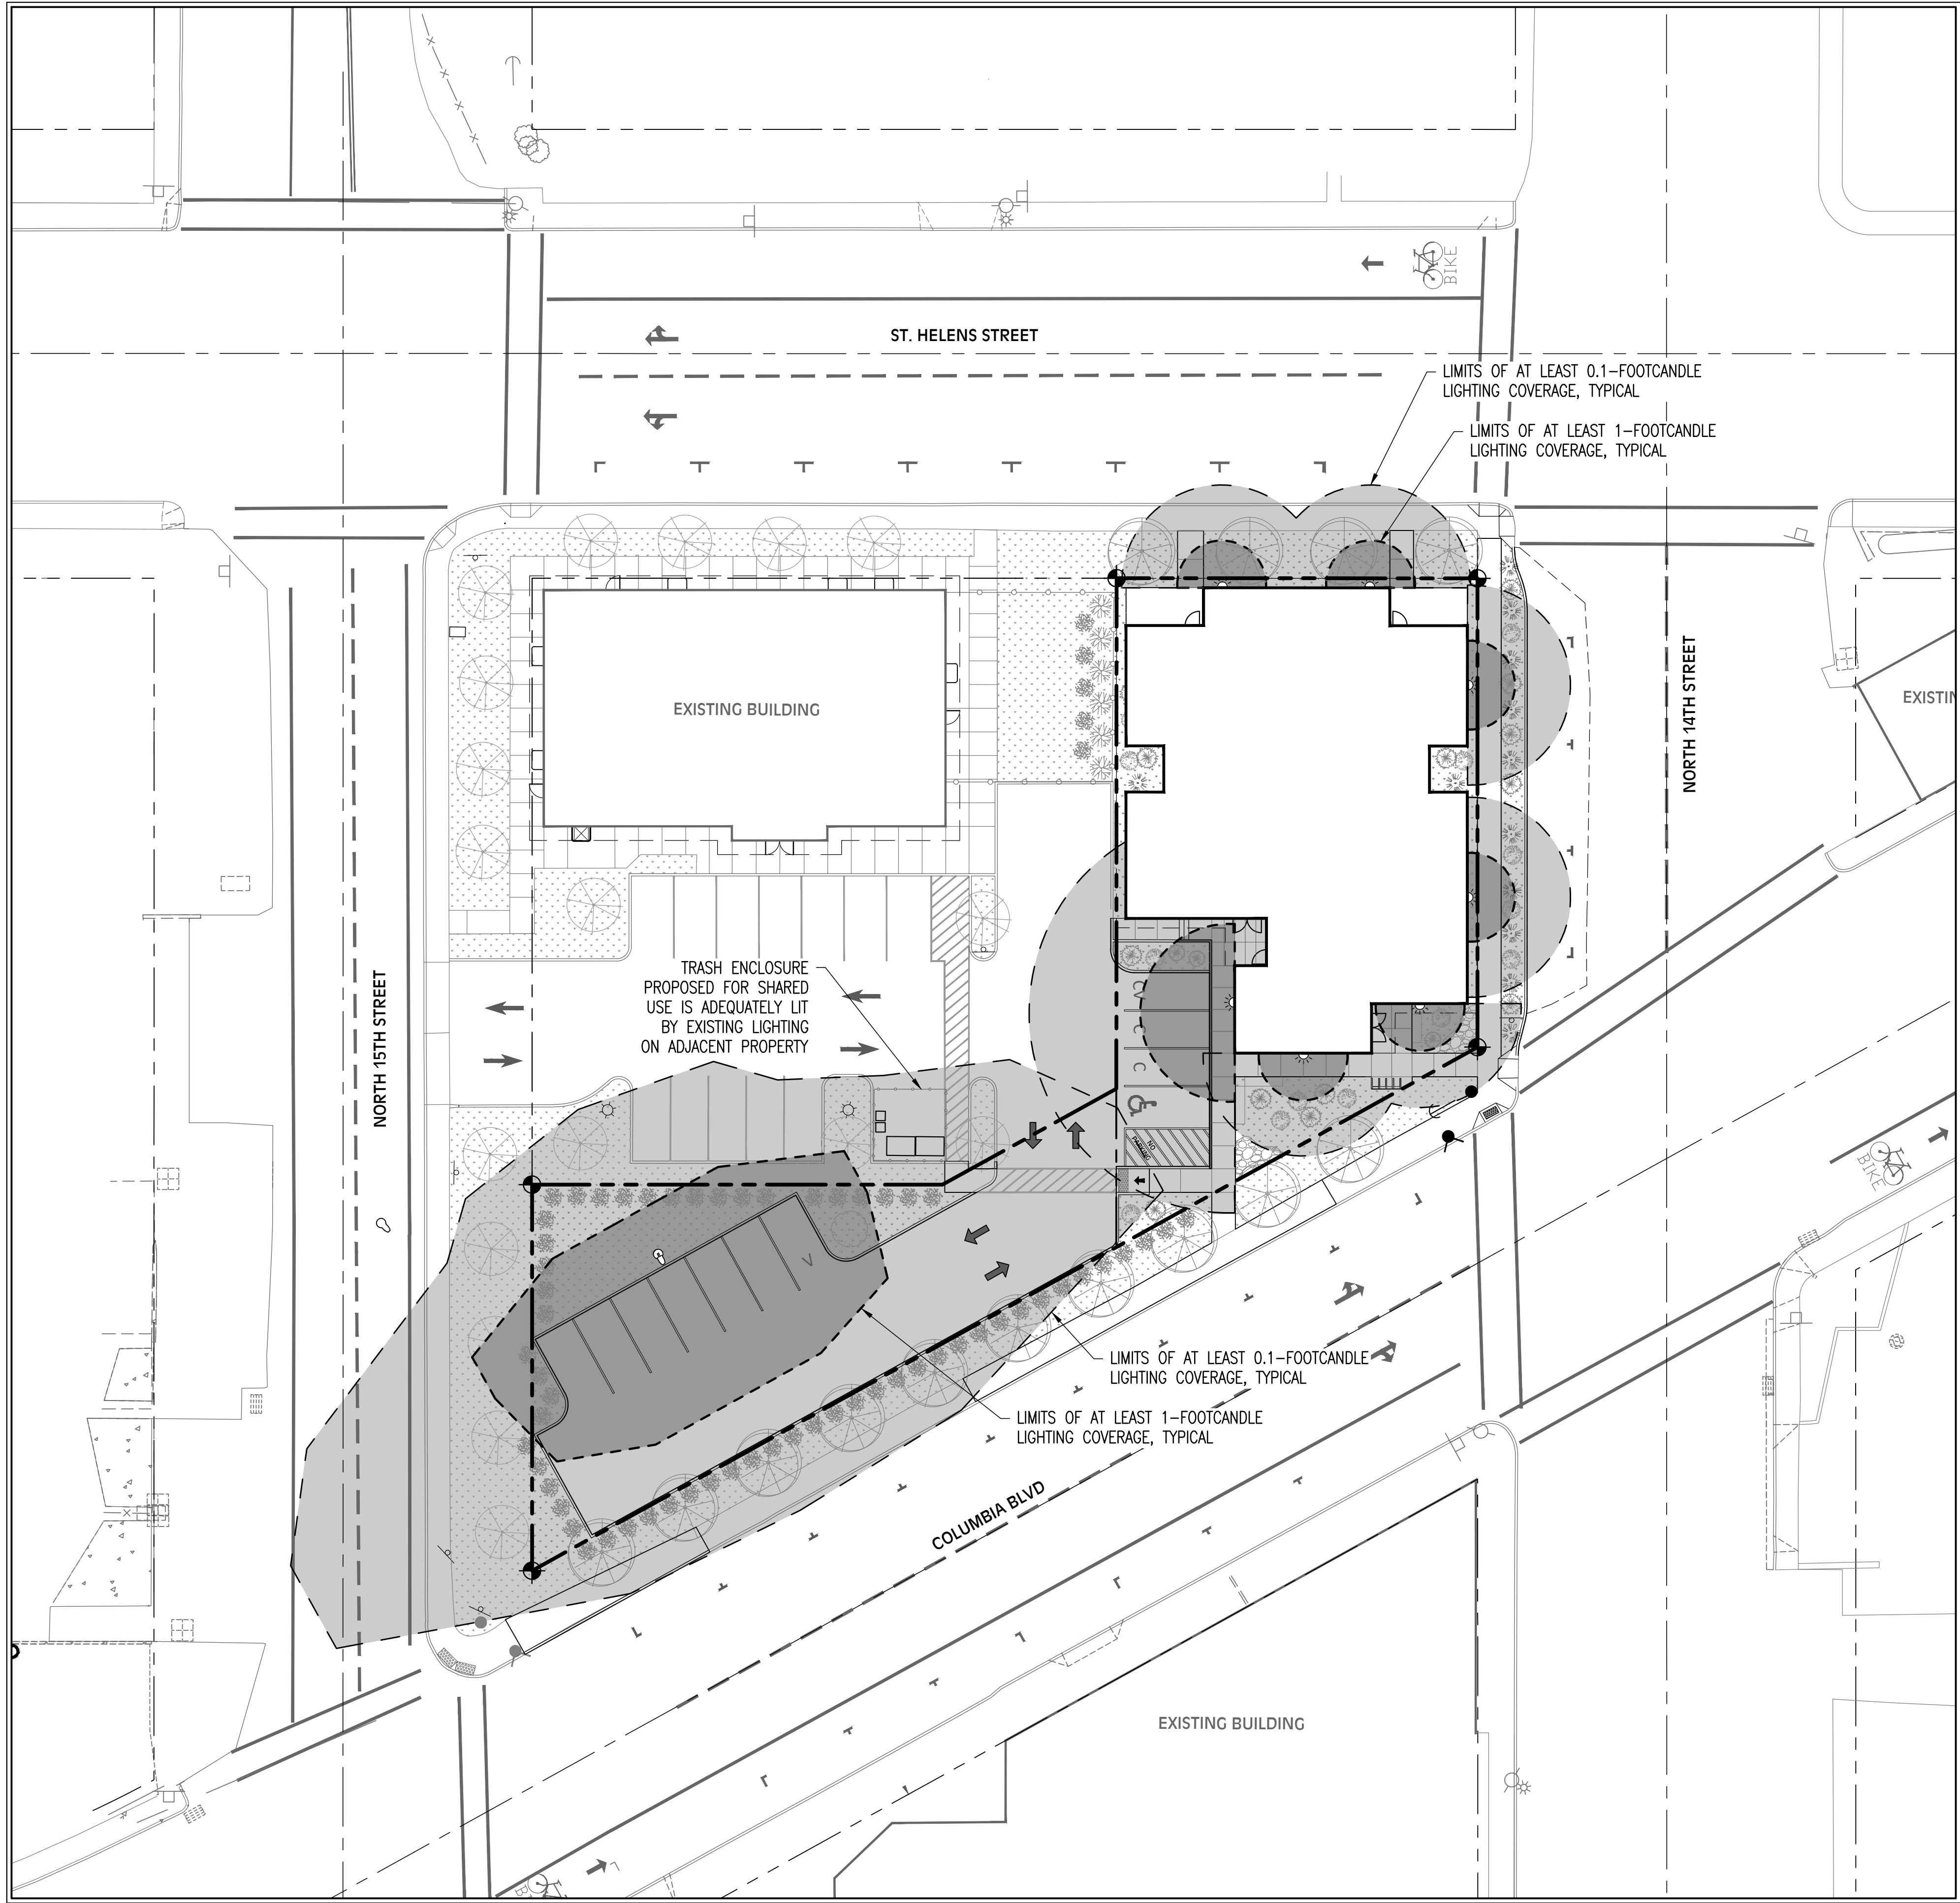 BIKE
ST. HELENS STREET
LIMITS OF AT LEAST 0.1-FOOTCANDLE
LIGHTING COVERAGE, TYPICAL
LIMITS OF AT LEAST 1-FOOTCANDLE
LIGHTING COVERAGE, TYPICAL
EXISTING BUILDING
NORTH 14TH STREET
EXISTIN
TRASH ENCLOSURE
PROPOSED FOR SHARED
USE IS ADEQUATELY LIT
BY EXISTING LIGHTING
ON ADJACENT PROPERTY
NORTH 15TH STREET
CV
C
C
NO
PARKING
BIKE
V
LIMITS OF AT LEAST 0.1-FOOTCANDLE
LIGHTING COVERAGE, TYPICAL
LIMITS OF AT LEAST 1-FOOTCANDLE
LIGHTING COVERAGE, TYPICAL
COLUMBIA BLVD
EXISTING BUILDING